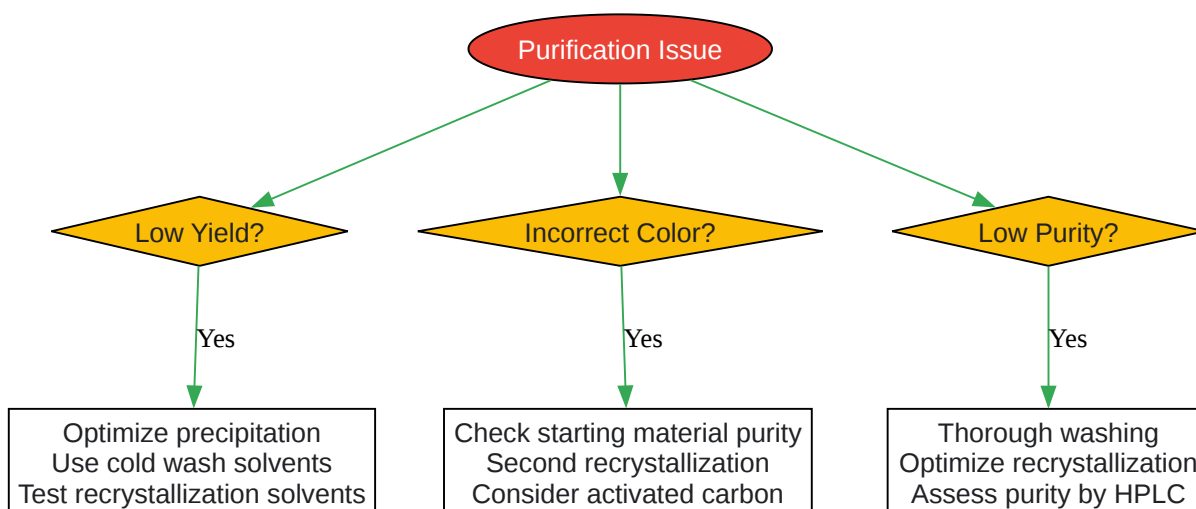 Purification Issue
Low Yield?
Incorrect Color?
Low Purity?
Yes
Yes
Yes
Optimize precipitation
Use cold wash solvents
Test recrystallization solvents
Check starting material purity
Second recrystallization
Consider activated carbon
Thorough washing
Optimize recrystallization
Assess purity by HPLC